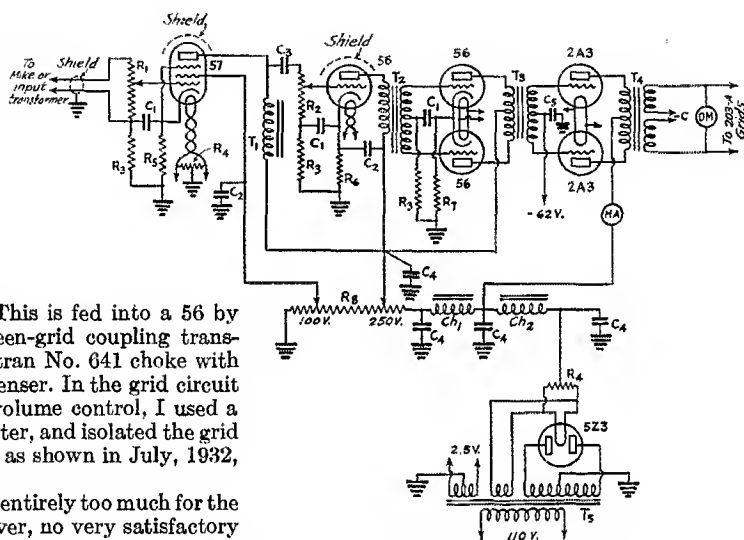 Shield
To
Mike or
input
transformer
Shield
R1
C1
R3
R5
57
R4
C2
T1
C3
R2
C1
R3
Shield
56
R6
C2
T2
C1
R3
R7
56
56
T3
C5
-62 V.
2A3
2A3
T4
-C
DM
To 203-A
Grids
MA
C4
R8
100V.
250V.
C4
Ch1
C4
Ch2
C4
R4
5Z3
2.5V.
T5
110 V.
This is fed into a 56 by
een-grid coupling trans-
tran No. 641 choke with
enser. In the grid circuit
volume control, I used a
ter, and isolated the grid
as shown in July, 1932,
entirely too much for the
ver, no very satisfactory